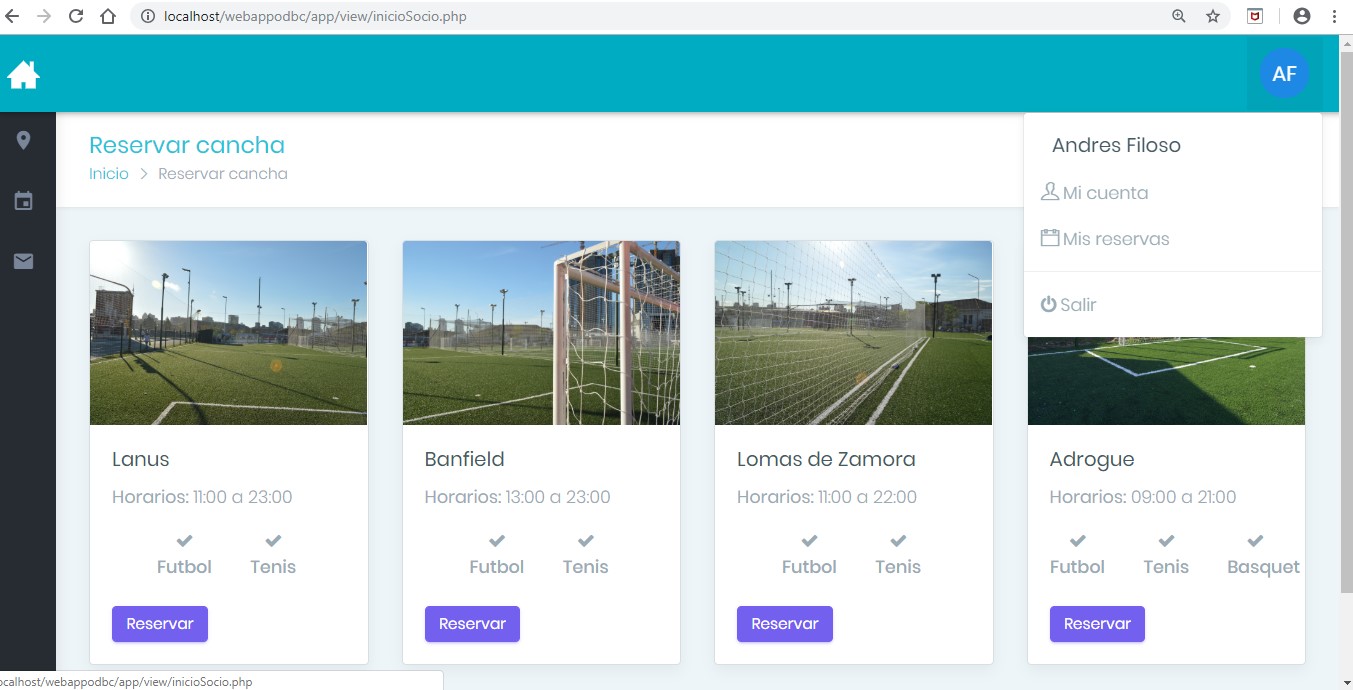 localhost/webappodbc/app/view/inicioSocio.php
AF
Reservar cancha
Inicio > Reservar cancha
Andres Filoso
Mi cuenta
Mis reservas
Salir
Lanus
Horarios: 11:00 a 23:00
Futbol Tenis
Reservar
Banfield
Horarios: 13:00 a 23:00
Futbol Tenis
Reservar
Lomas de Zamora
Horarios: 11:00 a 22:00
Futbol Tenis
Reservar
Adrogue
Horarios: 09:00 a 21:00
Futbol Tenis Basquet
Reservar
ocalhost/webappodbc/app/view/inicioSocio.php